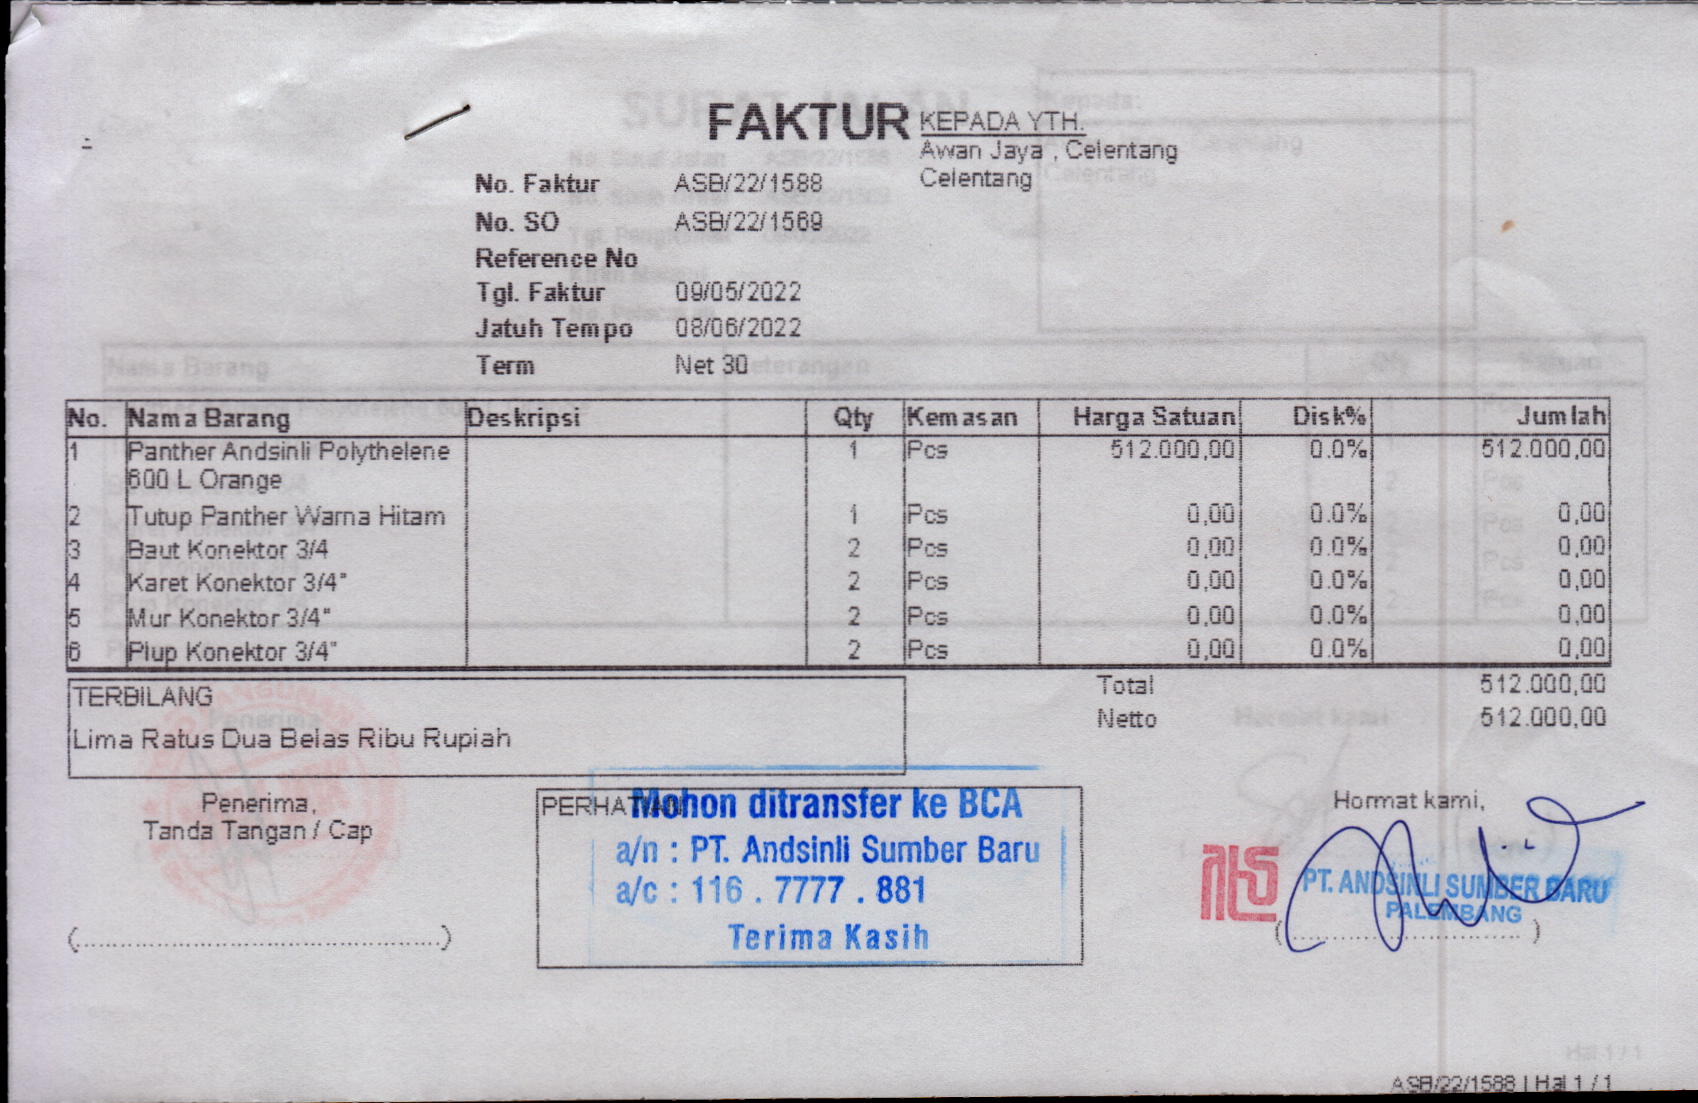 FAKTUR
KEPADA YTH.
Awan Jaya , Celentang
Celentang
No. Faktur ASB/22/1588
No. SO ASB/22/1569
Reference No
Tgl. Faktur 09/05/2022
Jatuh Tempo 08/06/2022
Term Net 30
No. Nama Barang Deskripsi Qty Kemasan Harga Satuan Disk% Jumlah
1 Panther Andsinli Polythelene 1 Pcs 512.000,00 0.0% 512.000,00
600 L Orange
2 Tutup Panther Warna Hitam 1 Pcs 0,00 0.0% 0,00
3 Baut Konektor 3/4 2 Pcs 0,00 0.0% 0,00
4 Karet Konektor 3/4" 2 Pcs 0,00 0.0% 0,00
5 Mur Konektor 3/4" 2 Pcs 0,00 0.0% 0,00
6 Plup Konektor 3/4" 2 Pcs 0,00 0.0% 0,00
TERBILANG
Lima Ratus Dua Belas Ribu Rupiah
Total 512.000,00
Netto 512.000,00
Penerima,
Tanda Tangan / Cap
PERHATIAN
Mohon ditransfer ke BCA
a/n : PT. Andsinli Sumber Baru
a/c : 116 . 7777 . 881
Terima Kasih
Hormat kami,
PT. ANDSINLI SUMBER BARU
PALEMBANG
ASB/22/1588 | Hal 1 / 1